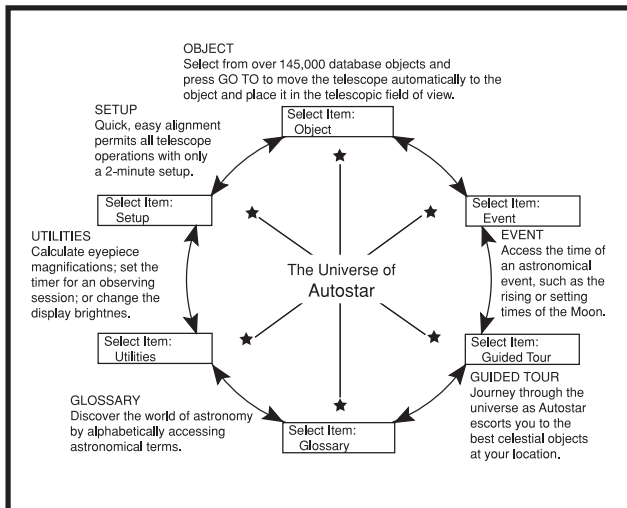 OBJECT
Select from over 145,000 database objects and
press GO TO to move the telescope automatically to the
object and place it in the telescopic field of view.
Select Item:
Object
SETUP
Quick, easy alignment
permits all telescope
operations with only
a 2-minute setup.
Select Item:
Setup
Select Item:
Event
EVENT
Access the time of
an astronomical
event, such as the
rising or setting
times of the Moon.
UTILITIES
Calculate eyepiece
magnifications; set the
timer for an observing
session; or change the
display brightnes.
The Universe of
Autostar
Select Item:
Utilities
Select Item:
Guided Tour
GLOSSARY
Discover the world of astronomy
by alphabetically accessing
astronomical terms.
Select Item:
Glossary
GUIDED TOUR
Journey through the
universe as Autostar
escorts you to the
best celestial objects
at your location.